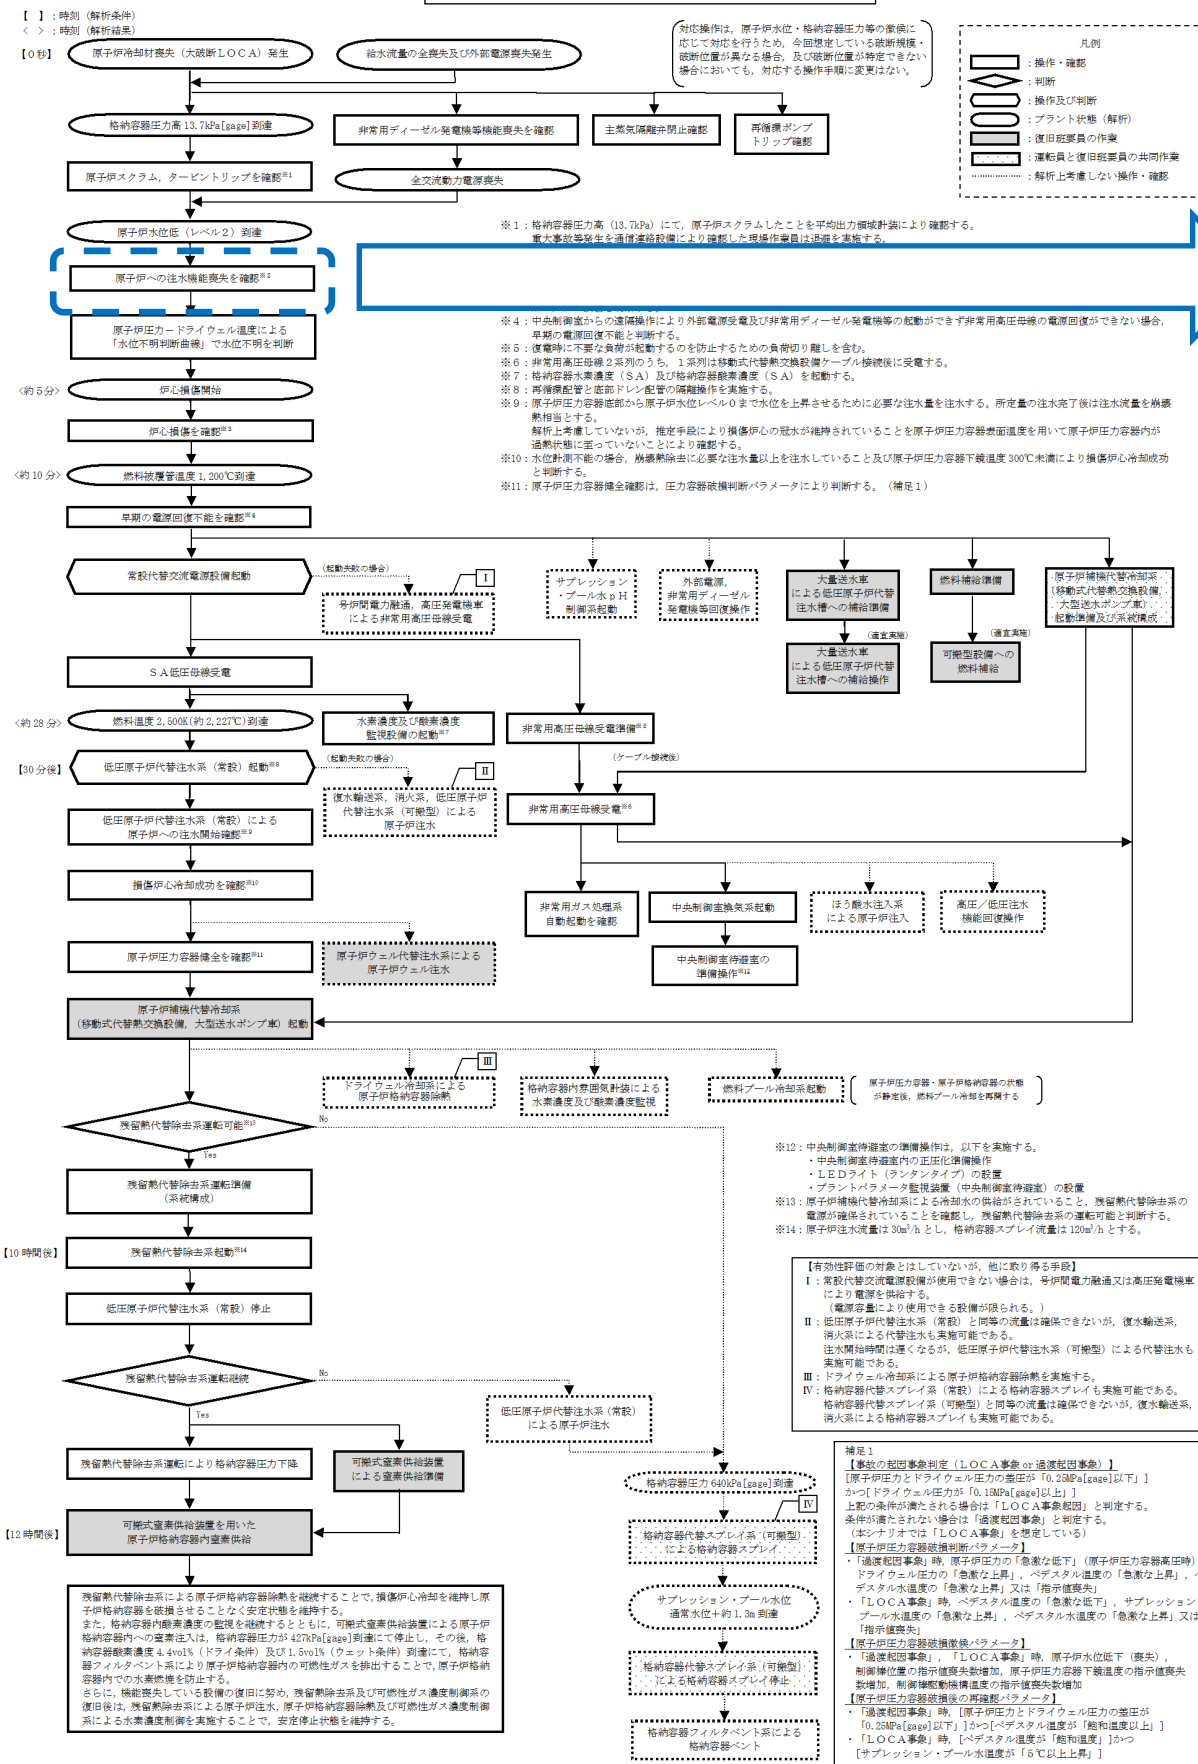 【　】：時刻（解析条件）
＜　＞：時刻（解析結果）
【０秒】
原子炉冷却材喪失（大破断ＬＯＣＡ）発生
給水流量の全喪失及び外部電源喪失発生
対応操作は，原子炉水位・格納容器圧力等の徴候に
応じて対応を行うため，今回想定している破断規模・
破断位置が異なる場合，及び破断位置が特定できない
場合においても，対応する操作手順に変更はない。
凡例
：操作・確認
：判断
：操作及び判断
：プラント状態（解析）
：復旧班要員の作業
：運転員と復旧班要員の共同作業
：解析上考慮しない操作・確認
格納容器圧力高 13.7kPa[gage]到達
非常用ディーゼル発電機等機能喪失を確認
主蒸気隔離弁閉止確認
再循環ポンプ
トリップ確認
原子炉スクラム，タービントリップを確認※1
全交流動力電源喪失
原子炉水位低（レベル２）到達
原子炉への注水機能喪失を確認※2
原子炉圧力－ドライウェル温度による
「水位不明判断曲線」で水位不明を判断
※１：格納容器圧力高（13.7kPa）にて，原子炉スクラムしたことを平均出力領域計装により確認する。
重大事故等発生を通信連絡設備により確認した現場作業員は退避を実施する。
※４：中央制御室からの遠隔操作により外部電源受電及び非常用ディーゼル発電機等の起動ができず非常用高圧母線の電源回復ができない場合，
早期の電源回復不能と判断する。
※５：復電時に不要な負荷が起動するのを防止するための負荷切り離しを含む。
※６：非常用高圧母線２系列のうち，１系列は移動式代替熱交換設備ケーブル接続後に受電する。
※７：格納容器水素濃度（ＳＡ）及び格納容器酸素濃度（ＳＡ）を起動する。
※８：再循環配管と底部ドレン配管の隔離操作を実施する。
※９：原子炉圧力容器底部から原子炉水位レベル０まで水位を上昇させるために必要な注水量を注水する。所定量の注水完了後は注水流量を崩壊
熱相当とする。
解析上考慮していないが，推定手段により損傷炉心の冠水が維持されていることを原子炉圧力容器表面温度を用いて原子炉圧力容器内が
過熱状態に至っていないことにより確認する。
※10：水位計測不能の場合，崩壊熱除去に必要な注水量以上を注水していること及び原子炉圧力容器下鏡温度 300℃未満により損傷炉心冷却成功
と判断する。
※11：原子炉圧力容器健全確認は，圧力容器破損判断パラメータにより判断する。（補足１）
＜約５分＞
炉心損傷開始
炉心損傷を確認※3
＜約10分＞
燃料被覆管温度 1,200℃到達
早期の電源回復不能を確認※4
常設代替交流電源設備起動
（起動失敗の場合）
Ⅰ
号炉間電力融通，高圧発電機車
による非常用高圧母線受電
サプレッション
・プール水ｐＨ
制御系起動
外部電源，
非常用ディーゼル
発電機等回復操作
大量送水車
による低圧原子炉代替
注水槽への補給準備
燃料補給準備
原子炉補機代替冷却系
（移動式代替熱交換設備，
大型送水ポンプ車）
起動準備及び系統構成
（適宜実施）
（適宜実施）
大量送水車
による低圧原子炉代替
注水槽への補給操作
可搬型設備への
燃料補給
ＳＡ低圧母線受電
＜約28分＞
燃料温度 2,500K（約 2,227℃）到達
水素濃度及び酸素濃度
監視設備の起動※7
非常用高圧母線受電準備※5
【30分後】
低圧原子炉代替注水系（常設）起動※8
（起動失敗の場合）
（ケーブル接続後）
Ⅱ
復水輸送系，消火系，低圧原子炉
代替注水系（可搬型）による
原子炉注水
非常用高圧母線受電※6
低圧原子炉代替注水系（常設）による
原子炉への注水開始確認※9
損傷炉心冷却成功を確認※10
非常用ガス処理系
自動起動を確認
中央制御室換気系起動
ほう酸水注入系
による原子炉注入
高圧／低圧注水
機能回復操作
原子炉圧力容器健全を確認※11
原子炉ウェル代替注水系による
原子炉ウェル注水
中央制御室待避室の
準備操作※12
原子炉補機代替冷却系
（移動式代替熱交換設備，大型送水ポンプ車）起動
Ⅲ
ドライウェル冷却系による
原子炉格納容器除熱
格納容器内雰囲気計装による
水素濃度及び酸素濃度監視
燃料プール冷却系起動
原子炉圧力容器・原子炉格納容器の状態
が静定後，燃料プール冷却を再開する
残留熱代替除去系運転可能※13
No
Yes
※12：中央制御室待避室の準備操作は，以下を実施する。
・中央制御室待避室内の正圧化準備操作
・ＬＥＤライト（ランタンタイプ）の設置
・プラントパラメータ監視装置（中央制御室待避室）の設置
※13：原子炉補機代替冷却系による冷却水の供給がされていること，残留熱代替除去系の
電源が確保されていることを確認し，残留熱代替除去系の運転可能と判断する。
※14：原子炉注水流量は 30m³/h とし，格納容器スプレイ流量は 120m³/h とする。
残留熱代替除去系運転準備
（系統構成）
【10時間後】
残留熱代替除去系起動※14
低圧原子炉代替注水系（常設）停止
【有効性評価の対象とはしていないが，他に取り得る手段】
Ⅰ：常設代替交流電源設備が使用できない場合は，号炉間電力融通又は高圧発電機車
により電源を供給する。
（電源容量により使用できる設備が限られる。）
Ⅱ：低圧原子炉代替注水系（常設）と同等の流量は確保できないが，復水輸送系，
消火系による代替注水も実施可能である。
注水開始時間は遅くなるが，低圧原子炉代替注水系（可搬型）による代替注水も
実施可能である。
Ⅲ：ドライウェル冷却系による原子炉格納容器除熱を実施する。
Ⅳ：格納容器代替スプレイ系（常設）による格納容器スプレイも実施可能である。
格納容器代替スプレイ系（可搬型）と同等の流量は確保できないが，復水輸送系，
消火系による格納容器スプレイも実施可能である。
残留熱代替除去系運転継続
No
Yes
低圧原子炉代替注水系（常設）
による原子炉注水
残留熱代替除去系運転により格納容器圧力下降
可搬式窒素供給装置
による窒素供給準備
格納容器圧力 640kPa[gage]到達
Ⅳ
【12時間後】
可搬式窒素供給装置を用いた
原子炉格納容器内窒素供給
格納容器代替スプレイ系（可搬型）
による格納容器スプレイ
サプレッション・プール水位
通常水位＋約 1.3m 到達
格納容器代替スプレイ系（可搬型）
による格納容器スプレイ停止
格納容器フィルタベント系による
格納容器ベント
残留熱代替除去系による原子炉格納容器除熱を継続することで，損傷炉心冷却を維持し原
子炉格納容器を破損させることなく安定状態を維持する。
また，格納容器内酸素濃度の監視を継続するとともに，可搬式窒素供給装置による原子炉
格納容器内への窒素注入は，格納容器圧力が 427kPa[gage]到達にて停止し，その後，格
納容器酸素濃度 4.4vol%（ドライ条件）及び 1.5vol%（ウェット条件）到達にて，格納容
器フィルタベント系により原子炉格納容器内の可燃性ガスを排出することで，原子炉格納
容器内での水素燃焼を防止する。
さらに，機能喪失している設備の復旧に努め，残留熱除去系及び可燃性ガス濃度制御系の
復旧後は，残留熱除去系による原子炉注水，原子炉格納容器除熱及び可燃性ガス濃度制御
系による水素濃度制御を実施することで，安定停止状態を維持する。
補足１
【事故の起因事象判定（ＬＯＣＡ事象 or 過渡起因事象）】
[原子炉圧力とドライウェル圧力の差圧が「0.25MPa[gage]以下」]
かつ[ドライウェル圧力が「0.15MPa[gage]以上」]
上記の条件が満たされる場合は「ＬＯＣＡ事象起因」と判定する。
条件が満たされない場合は「過渡起因事象」と判定する。
（本シナリオでは「ＬＯＣＡ事象」を想定している）
【原子炉圧力容器破損判断パラメータ】
・「過渡起因事象」時，原子炉圧力の「急激な低下」（原子炉圧力容器高圧時）
ドライウェル圧力の「急激な上昇」，ペデスタル温度の「急激な上昇」，ペ
デスタル水温度の「急激な上昇」又は「指示値喪失」
・「ＬＯＣＡ事象」時，ペデスタル温度の「急激な低下」，サプレッション
プール水温度の「急激な上昇」，ペデスタル水温度の「急激な上昇」又は
「指示値喪失」
【原子炉圧力容器破損徴候パラメータ】
・「過渡起因事象」，「ＬＯＣＡ事象」時，原子炉水位低下（喪失），
制御棒位置の指示値喪失数増加，原子炉圧力容器下鏡温度の指示値喪失
数増加，制御棒駆動機構温度の指示値喪失数増加
【原子炉圧力容器破損後の再確認パラメータ】
・「過渡起因事象」時，[原子炉圧力とドライウェル圧力の差圧が
「0.25MPa[gage]以下」]かつ[ペデスタル温度が「飽和温度以上」]
・「ＬＯＣＡ事象」時，[ペデスタル温度が「飽和温度」]かつ
[サプレッション・プール水温度が「５℃以上上昇」]